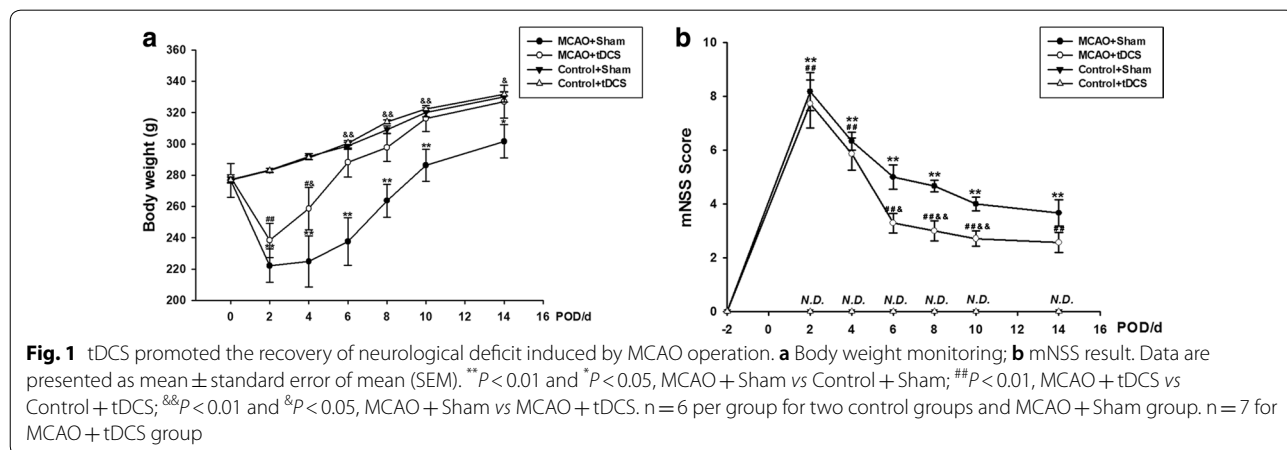 a
MCAO+Sham
MCAO+tDCS
Control+Sham
Control+tDCS
Body weight (g)
360
340
320
300
280
260
240
220
200
## #& && && && &
** ** ** ** ** *
0 2 4 6 8 10 12 14 16
POD/d
b
MCAO+Sham
MCAO+tDCS
Control+Sham
Control+tDCS
mNSS Score
10
8
6
4
2
0
** ** ** ** ** **
## ## ##& ##&& ##&& ##
N.D. N.D. N.D. N.D. N.D. N.D.
-2 0 2 4 6 8 10 12 14 16
POD/d
Fig. 1 tDCS promoted the recovery of neurological deficit induced by MCAO operation. a Body weight monitoring; b mNSS result. Data are
presented as mean ± standard error of mean (SEM). **P < 0.01 and *P < 0.05, MCAO + Sham vs Control + Sham; ##P < 0.01, MCAO + tDCS vs
Control + tDCS; &&P < 0.01 and &P < 0.05, MCAO + Sham vs MCAO + tDCS. n = 6 per group for two control groups and MCAO + Sham group. n = 7 for
MCAO + tDCS group